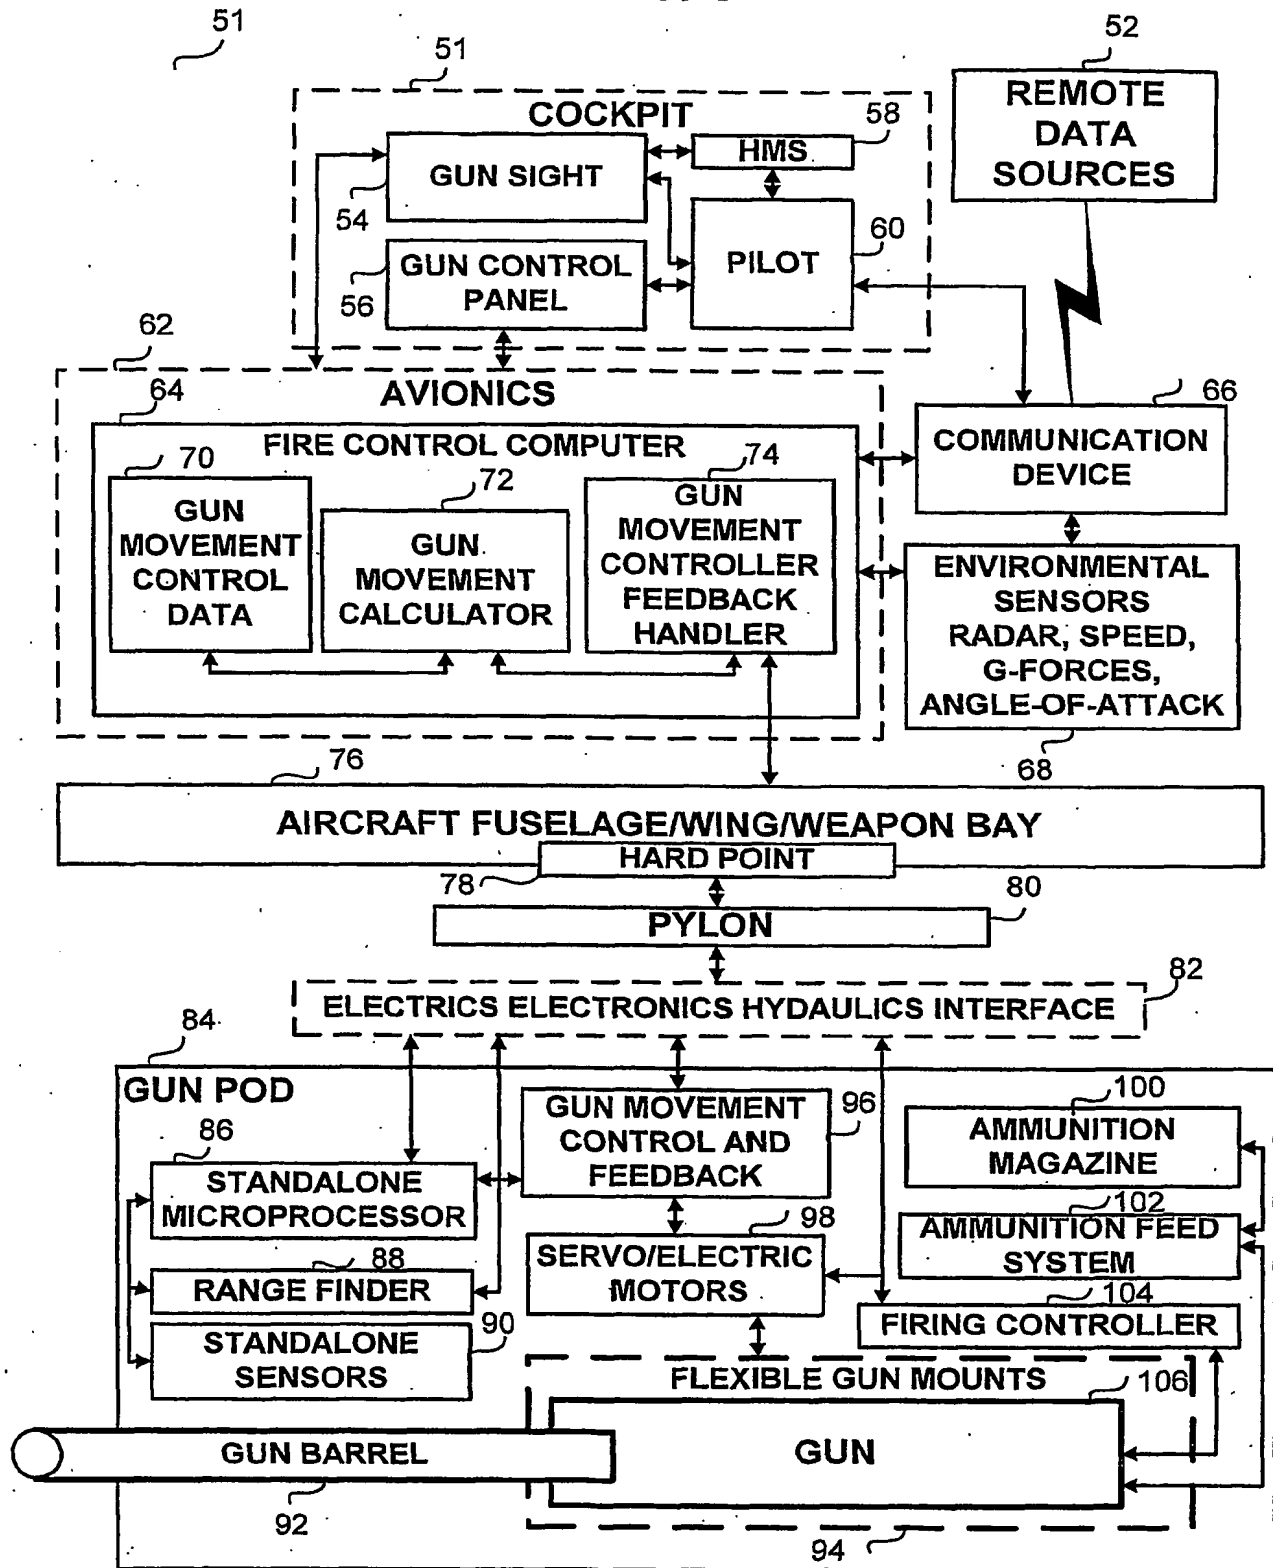 51
51
52
COCKPIT
58
REMOTE
DATA
SOURCES
HMS
GUN SIGHT
54
60
PILOT
GUN CONTROL
PANEL
56
62
AVIONICS
64
66
FIRE CONTROL COMPUTER
COMMUNICATION
DEVICE
70
72
74
GUN
MOVEMENT
CONTROL
DATA
GUN
MOVEMENT
CALCULATOR
GUN
MOVEMENT
CONTROLLER
FEEDBACK
HANDLER
ENVIRONMENTAL
SENSORS
RADAR, SPEED,
G-FORCES,
ANGLE-OF-ATTACK
76
68
AIRCRAFT FUSELAGE/WING/WEAPON BAY
HARD POINT
78
80
PYLON
82
ELECTRICS ELECTRONICS HYDAULICS INTERFACE
84
GUN POD
86
GUN MOVEMENT
CONTROL AND
FEEDBACK
96
100
AMMUNITION
MAGAZINE
STANDALONE
MICROPROCESSOR
98
102
AMMUNITION FEED
SYSTEM
88
RANGE FINDER
SERVO/ELECTRIC
MOTORS
104
FIRING CONTROLLER
90
STANDALONE
SENSORS
FLEXIBLE GUN MOUNTS
106
GUN BARREL
GUN
92
94